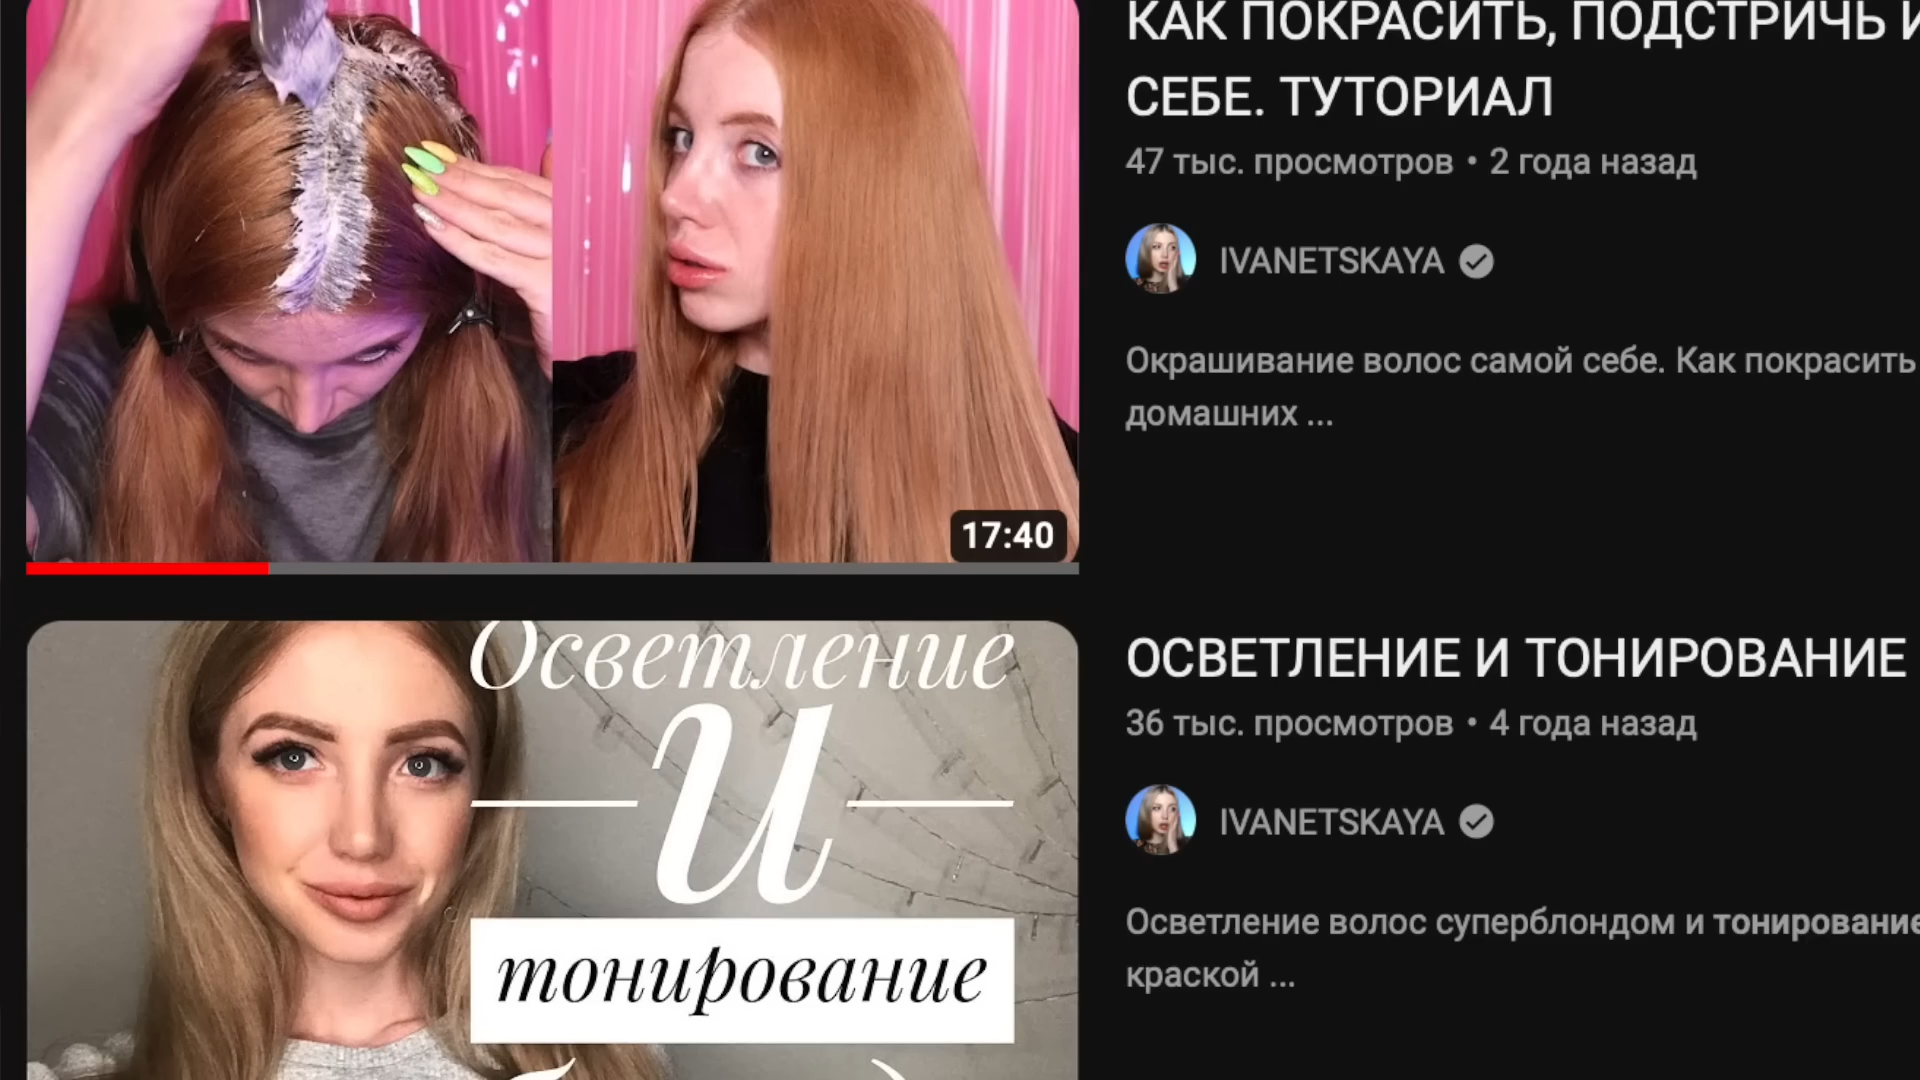 КАК ПОКРАСИТЬ, ПОДСТРИЧЬ И
СЕБЕ. ТУТОРИАЛ
47 тыс. просмотров • 2 года назад
IVANETSKAYA
Окрашивание волос самой себе. Как покрасить
домашних ...
17:40
Осветление
и
тонирование
ОСВЕТЛЕНИЕ И ТОНИРОВАНИЕ
36 тыс. просмотров • 4 года назад
IVANETSKAYA
Осветление волос суперблондом и тонирование
краской ...